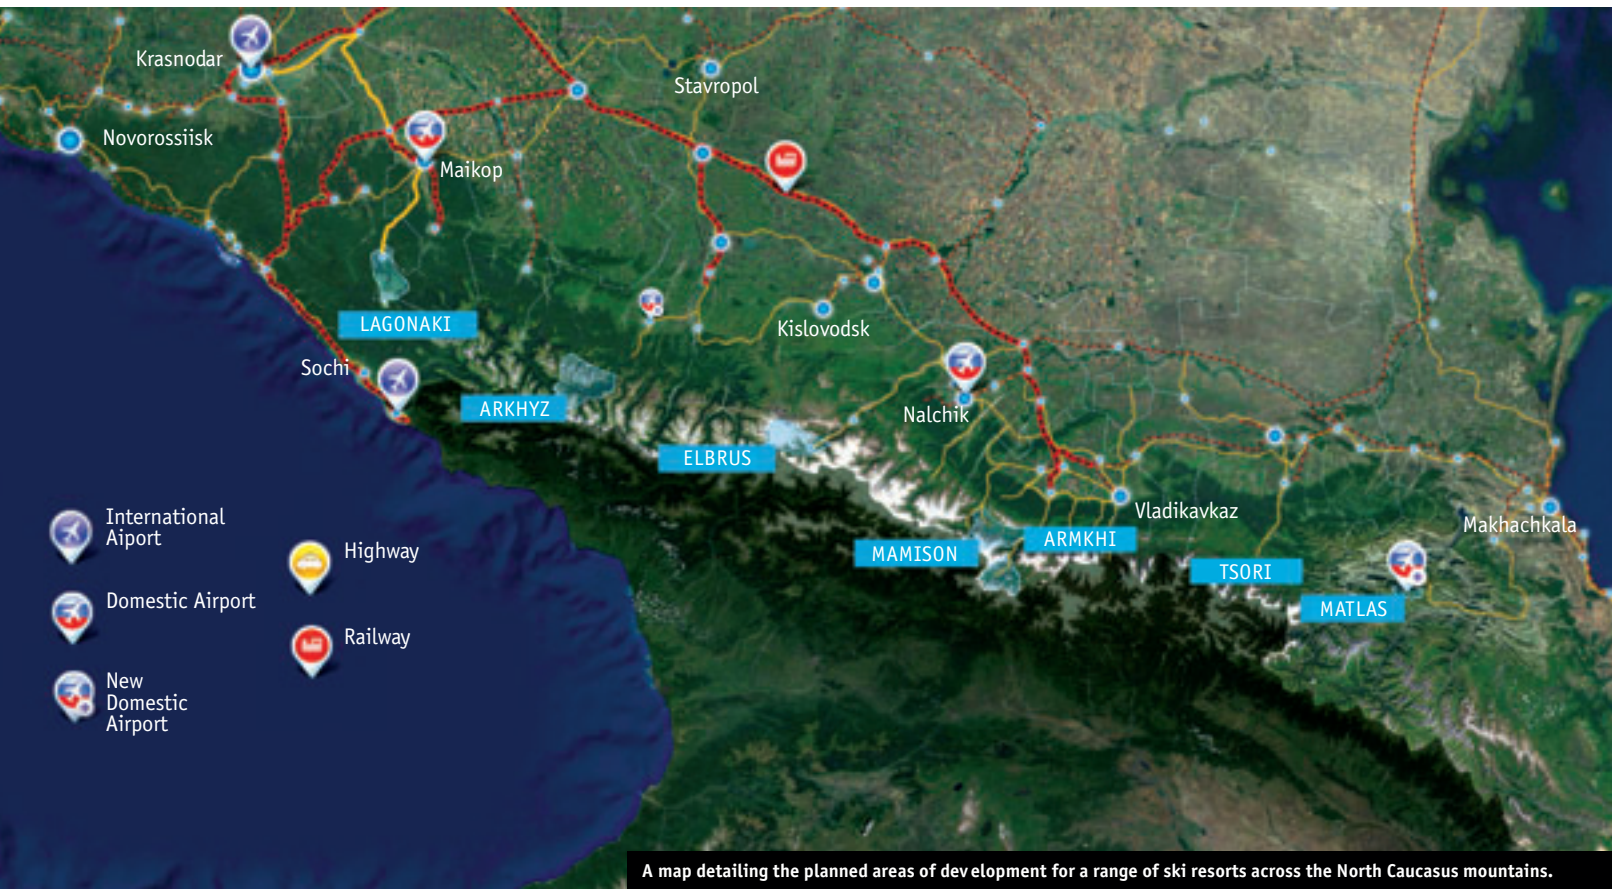 Krasnodar
Stavropol
Novorossiisk
Maikop
LAGONAKI
Kislovodsk
Sochi
ARKHYZ
Nalchik
ELBRUS
Vladikavkaz
Makhachkala
ARMKHI
MAMISON
TSORI
MATLAS
International
Aiport
Highway
Domestic Airport
Railway
New
Domestic
Airport
A map detailing the planned areas of development for a range of ski resorts across the North Caucasus mountains.